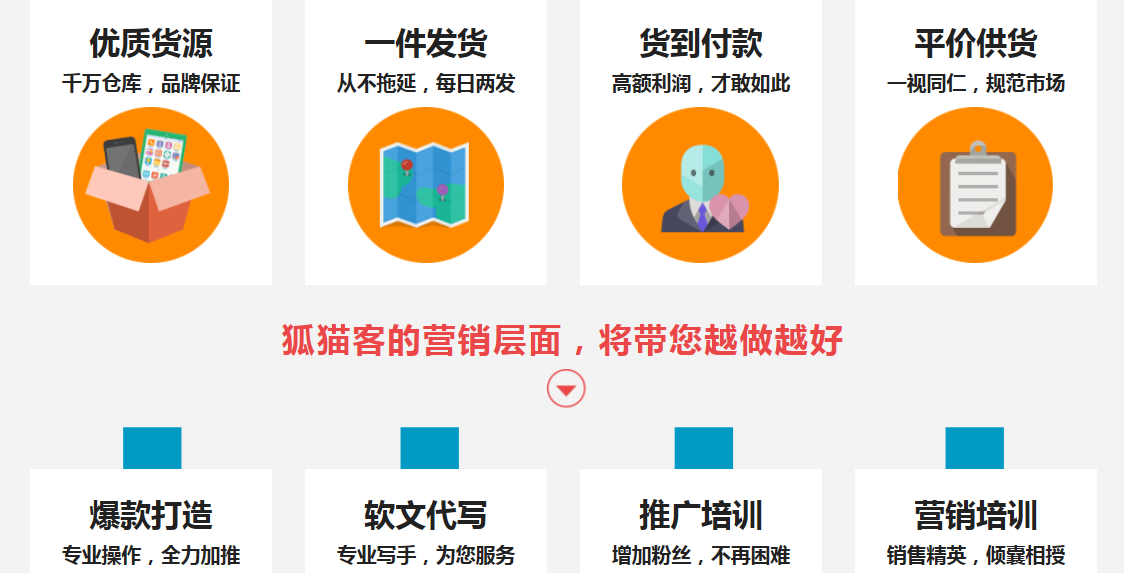 优质货源
千万仓库，品牌保证
一件发货
从不拖延，每日两发
货到付款
高额利润，才敢如此
平价供货
一视同仁，规范市场
狐猫客的营销层面，将带您越做越好
爆款打造
专业操作，全力加推
软文代写
专业写手，为您服务
推广培训
增加粉丝，不再困难
营销培训
销售精英，倾囊相授